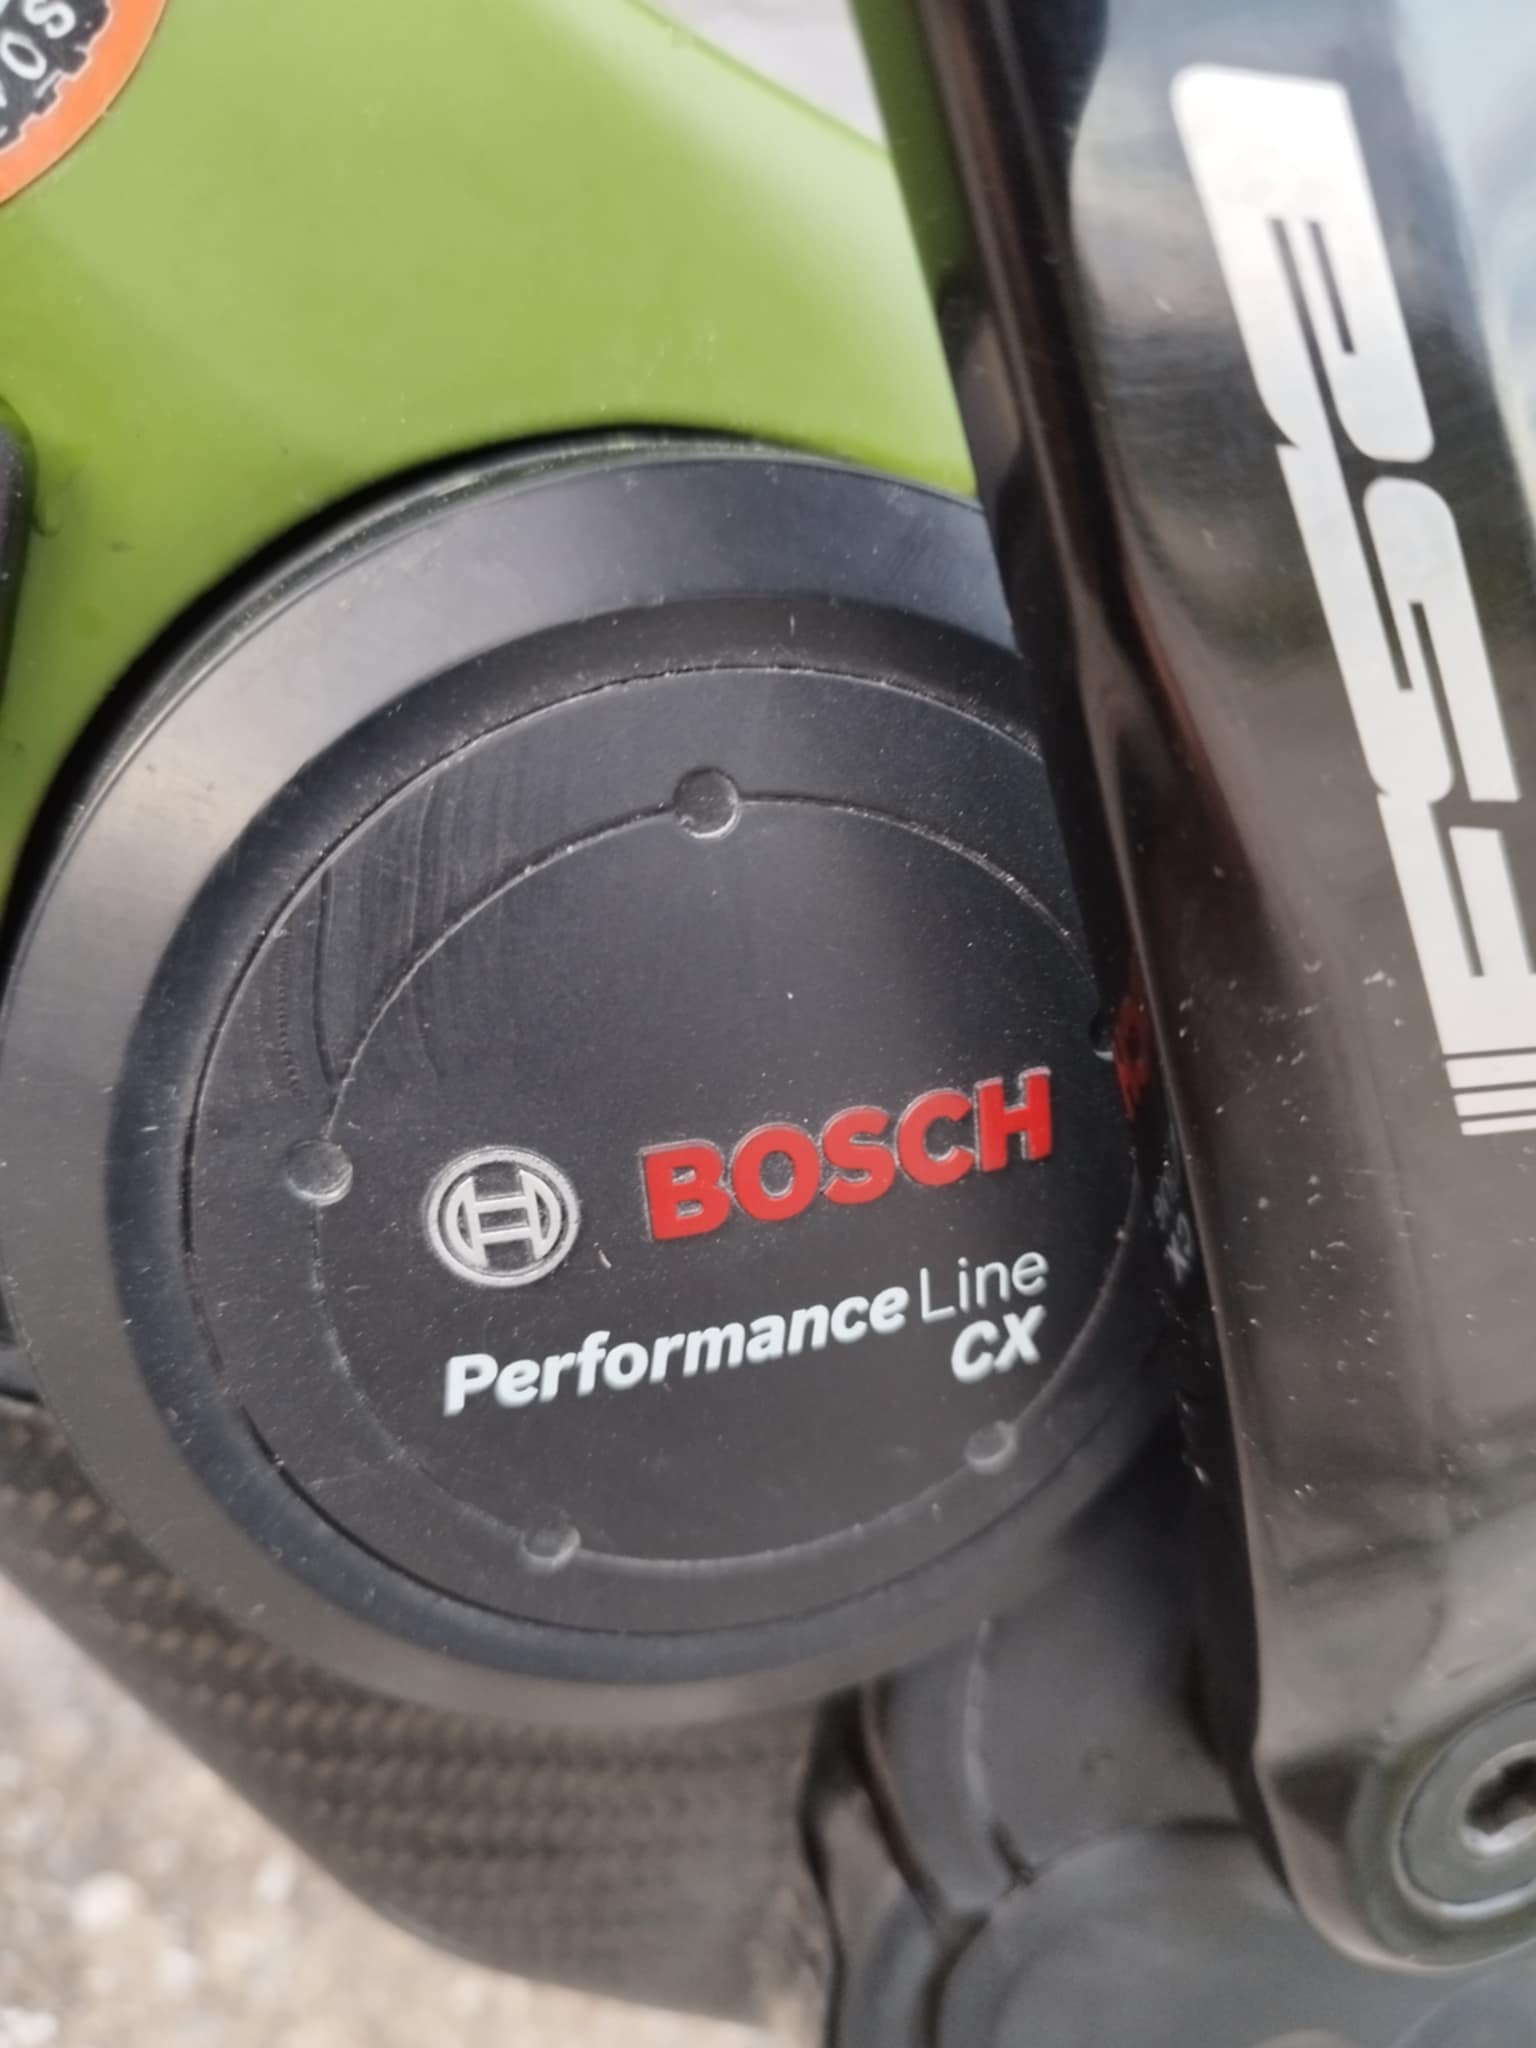 BOSCH
Performance Line
CX
FSA